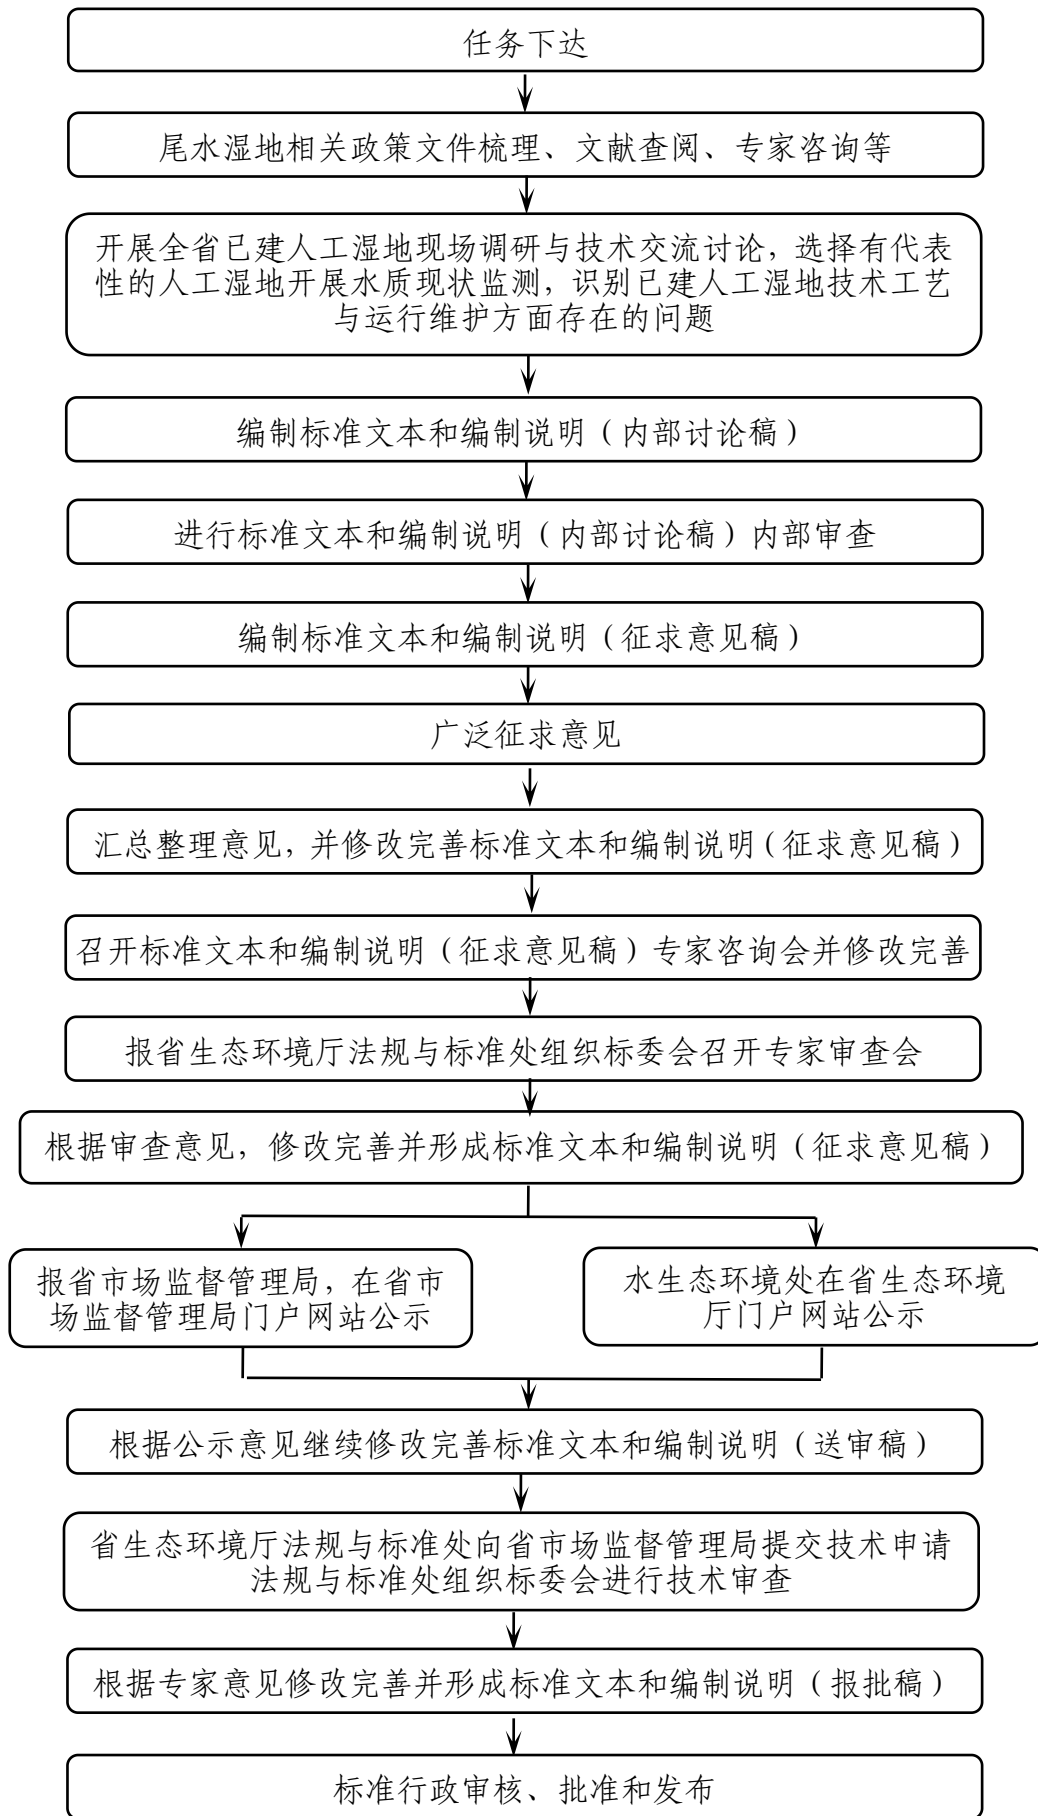 任务下达
尾水湿地相关政策文件梳理、文献查阅、专家咨询等
开展全省已建人工湿地现场调研与技术交流讨论，选择有代表
性的人工湿地开展水质现状监测，识别已建人工湿地技术工艺
与运行维护方面存在的问题
编制标准文本和编制说明（内部讨论稿）
进行标准文本和编制说明（内部讨论稿）内部审查
编制标准文本和编制说明（征求意见稿）
广泛征求意见
汇总整理意见，并修改完善标准文本和编制说明（征求意见稿）
召开标准文本和编制说明（征求意见稿）专家咨询会并修改完善
报省生态环境厅法规与标准处组织标委会召开专家审查会
根据审查意见，修改完善并形成标准文本和编制说明（征求意见稿）
报省市场监督管理局，在省市
场监督管理局门户网站公示
水生态环境处在省生态环境
厅门户网站公示
根据公示意见继续修改完善标准文本和编制说明（送审稿）
省生态环境厅法规与标准处向省市场监督管理局提交技术申请
法规与标准处组织标委会进行技术审查
根据专家意见修改完善并形成标准文本和编制说明（报批稿）
标准行政审核、批准和发布